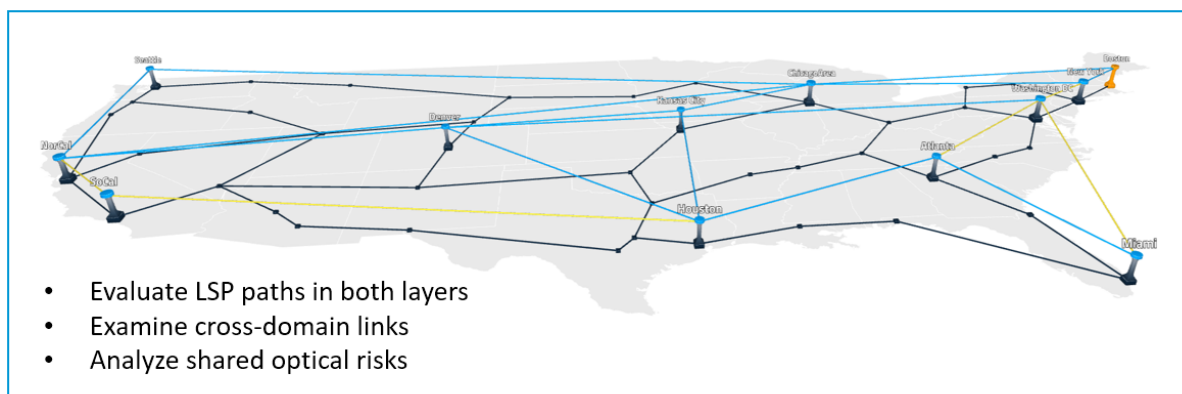 Seattle
Boston
Chicago Area
New York
Washington DC
Kansas City
Denver
NorCal
Atlanta
SoCal
Houston
Miami
• Evaluate LSP paths in both layers
• Examine cross-domain links
• Analyze shared optical risks